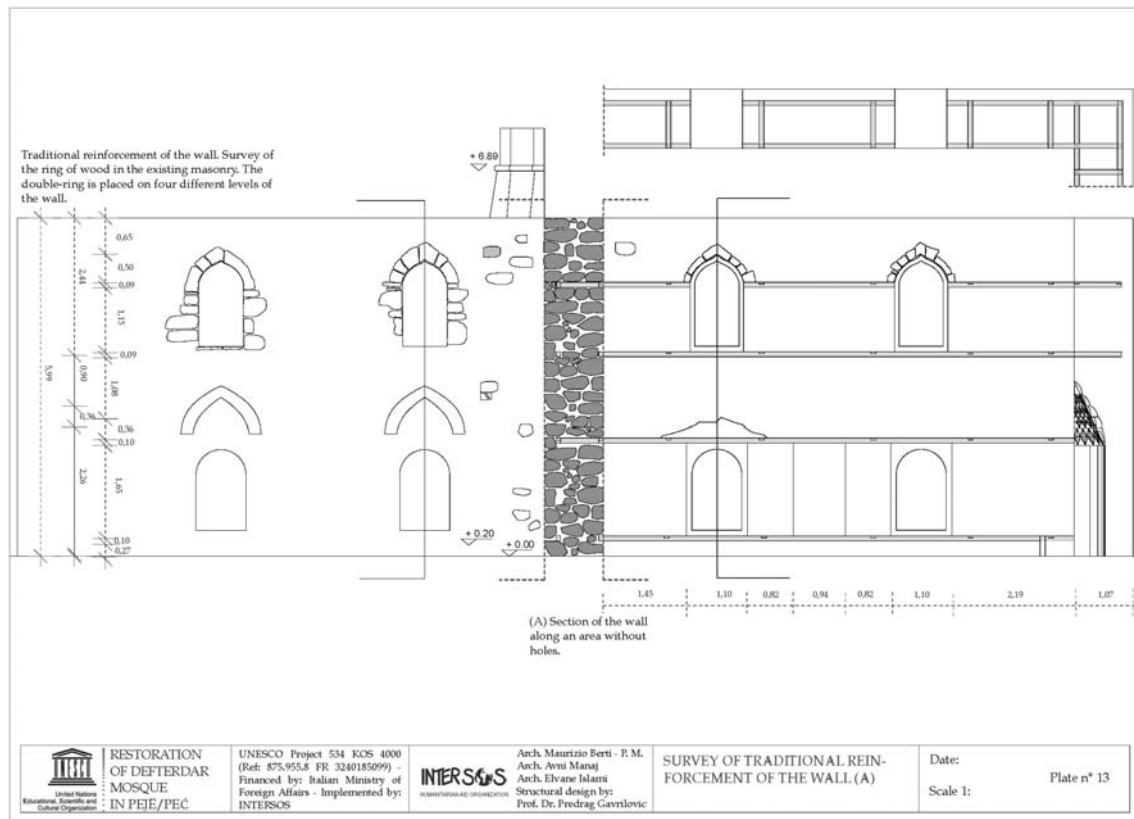 Traditional reinforcement of the wall. Survey of
the ring of wood in the existing masonry. The
double-ring is placed on four different levels of
the wall.
+ 6.89
0,65
0,50
0,09
1,15
0,09
1,08
0,36
0,10
1,65
0,10
0,27
2,44
0,90
0,36
2,26
5,99
+ 0.20
+ 0.00
1,45
1,10
0,82
0,94
0,82
1,10
2,19
1,07
(A) Section of the wall
along an area without
holes.
UNESCO
United Nations
Educational, Scientific and
Cultural Organization
RESTORATION
OF DEFTERDAR
MOSQUE
IN PEJË/PEĆ
UNESCO Project 534 KOS 4000
(Ref: 875.955.8 FR 3240185099) -
Financed by: Italian Ministry of
Foreign Affairs - Implemented by:
INTERSOS
INTERSOS
HUMANITARIAN AID ORGANIZATION
Arch. Maurizio Berti - P. M.
Arch. Avni Manaj
Arch. Elvane Islami
Structural design by:
Prof. Dr. Predrag Gavrilovic
SURVEY OF TRADITIONAL REIN-
FORCEMENT OF THE WALL (A)
Date:
Scale 1:
Plate n° 13